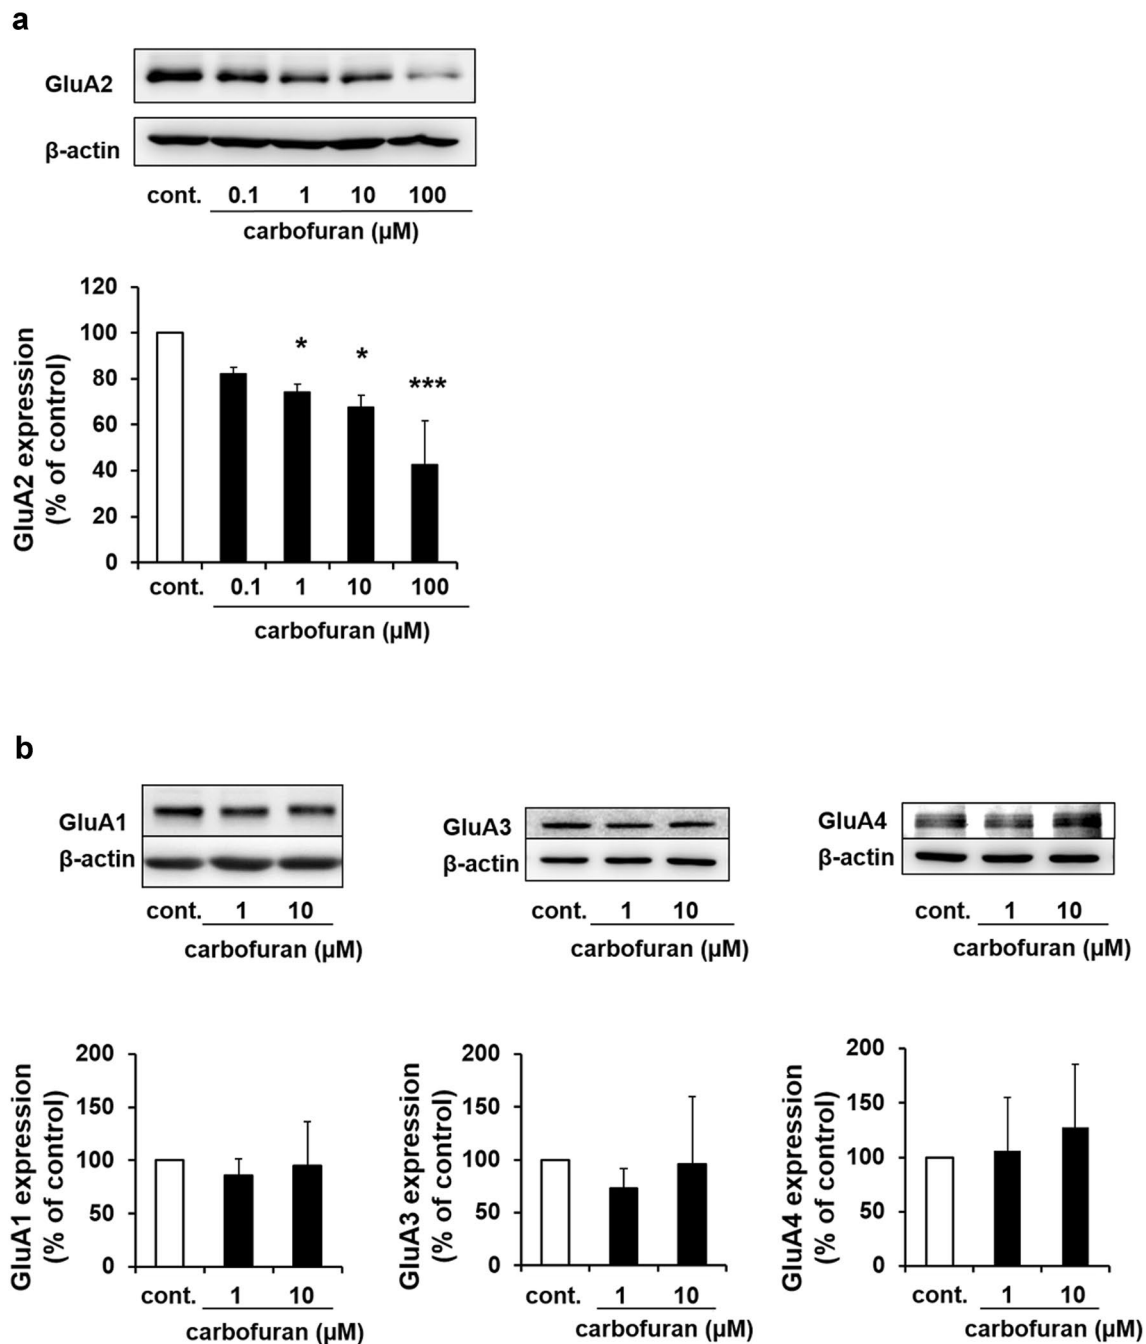 a
GluA2
β-actin
cont. 0.1 1 10 100
carbofuran (µM)
GluA2 expression
(% of control)
120
100
80
60
40
20
0
* * ***
cont. 0.1 1 10 100
carbofuran (µM)
b
GluA1
β-actin
cont. 1 10
carbofuran (µM)
GluA3
β-actin
cont. 1 10
carbofuran (µM)
GluA4
β-actin
cont. 1 10
carbofuran (µM)
GluA1 expression
(% of control)
200
150
100
50
0
cont. 1 10
carbofuran (µM)
GluA3 expression
(% of control)
200
150
100
50
0
cont. 1 10
carbofuran (µM)
GluA4 expression
(% of control)
200
150
100
50
0
cont. 1 10
carbofuran (µM)